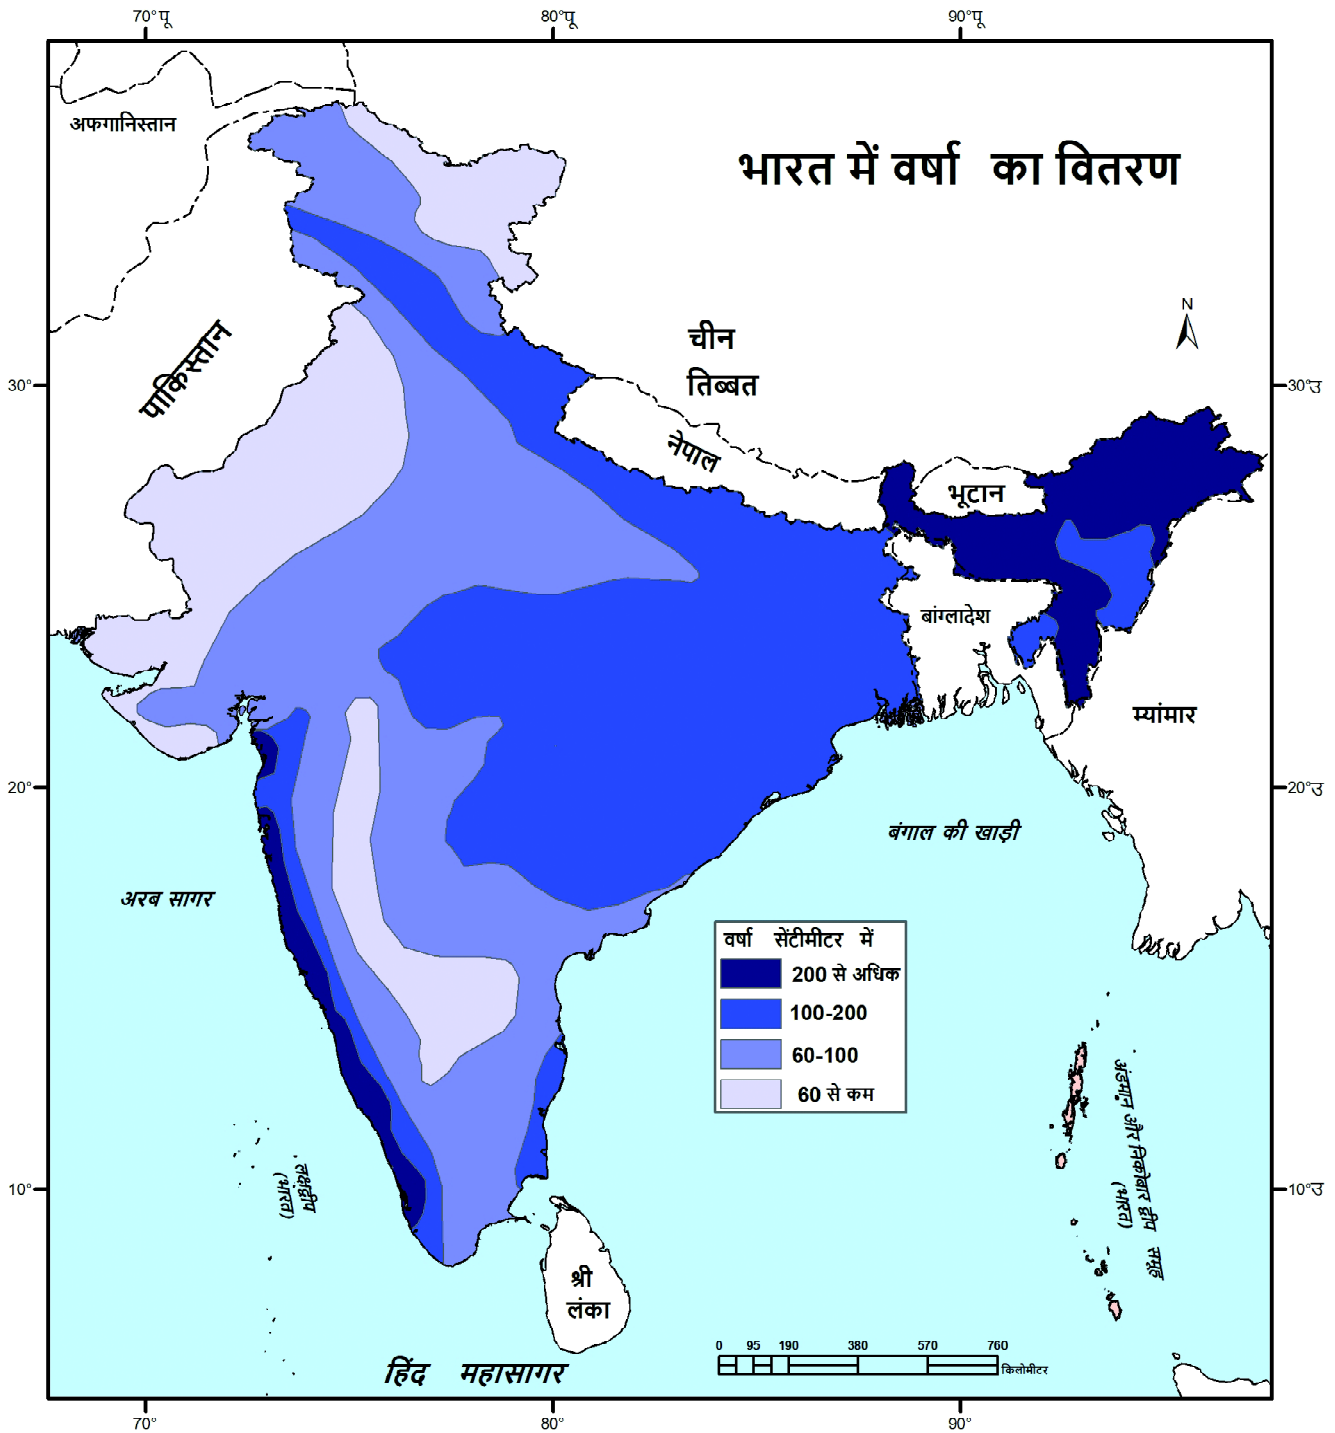 70°पू
80°पू
90°पू
अफगानिस्तान
भारत में वर्षा का वितरण
N
पाकिस्तान
चीन
तिब्बत
30°
30°उ
नेपाल
भूटान
बांग्लादेश
म्यांमार
20°
20°उ
बंगाल की खाड़ी
अरब सागर
वर्षा सेंटीमीटर में
200 से अधिक
100-200
60-100
60 से कम
अंडमान और निकोबार द्वीप समूह
(भारत)
लक्षद्वीप
(भारत)
10°
10°उ
श्री
लंका
0 95 190 380 570 760
किलोमीटर
हिंद महासागर
70°
80°
90°